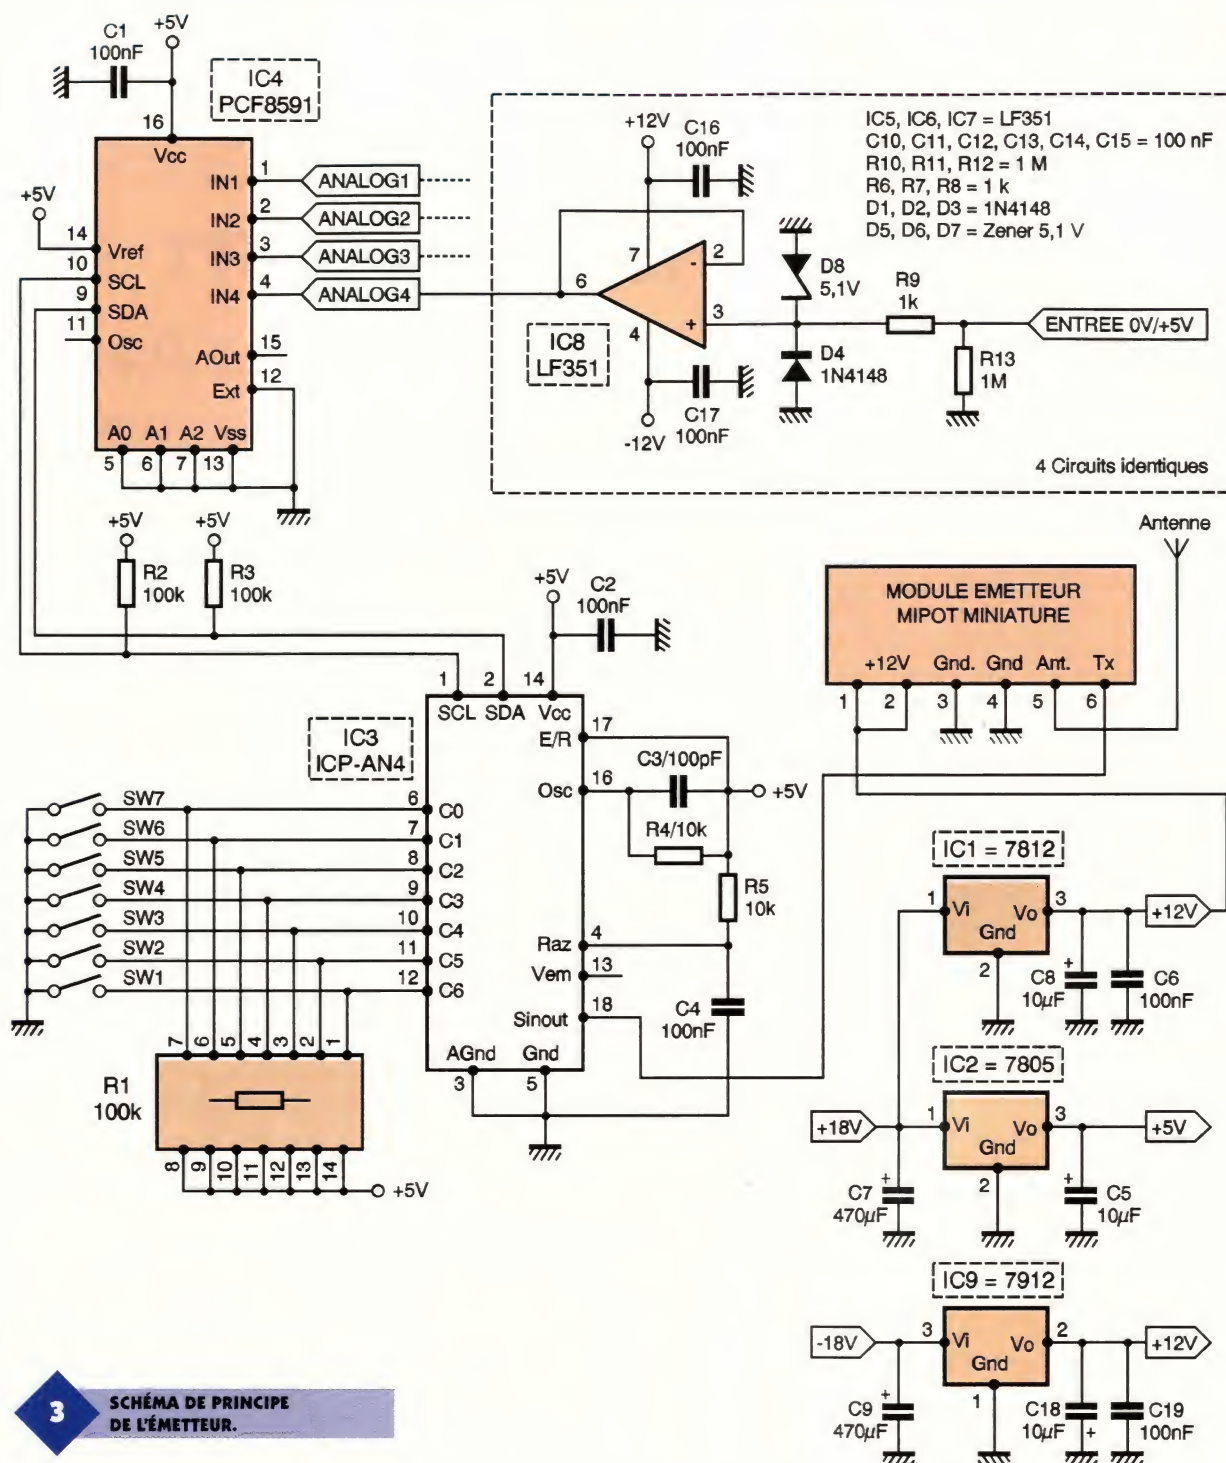 C1
100nF
+5V
IC4
PCF8591
16
Vcc
+5V
14
Vref
10
SCL
9
SDA
11
Osc
IN1
1
ANALOG1
IN2
2
ANALOG2
IN3
3
ANALOG3
IN4
4
ANALOG4
AOut
15
Ext
12
A0 A1 A2 Vss
5 6 7 13
+12V
C16
100nF
7
2
-
6
3
+
4
IC8
LF351
C17
100nF
-12V
D8
5,1V
D4
1N4148
R9
1k
R13
1M
ENTREE 0V/+5V
IC5, IC6, IC7 = LF351
C10, C11, C12, C13, C14, C15 = 100 nF
R10, R11, R12 = 1 M
R6, R7, R8 = 1 k
D1, D2, D3 = 1N4148
D5, D6, D7 = Zener 5,1 V
4 Circuits identiques
+5V
+5V
R2
100k
R3
100k
+5V
C2
100nF
1 2 14
SCL SDA Vcc
IC3
ICP-AN4
E/R
17
Osc
16
C3/100pF
+5V
R4/10k
R5
10k
Raz
4
Vem
13
Sinout
18
C4
100nF
AGnd Gnd
3 5
SW7
6
C0
SW6
7
C1
SW5
8
C2
SW4
9
C3
SW3
10
C4
SW2
11
C5
SW1
12
C6
7 6 5 4 3 2 1
R1
100k
8 9 10 11 12 13 14
+5V
Antenne
MODULE EMETTEUR
MIPOT MINIATURE
+12V Gnd. Gnd Ant. Tx
1 2 3 4 5 6
IC1 = 7812
1
Vi
Vo
3
Gnd
2
+12V
+
C8
10µF
C6
100nF
IC2 = 7805
+18V
1
Vi
Vo
3
Gnd
2
+5V
+
C7
470µF
+
C5
10µF
IC9 = 7912
-18V
3
Vi
Vo
2
Gnd
1
+12V
+
C9
470µF
C18
10µF
+
C19
100nF
3
SCHÉMA DE PRINCIPE
DE L'ÉMETTEUR.